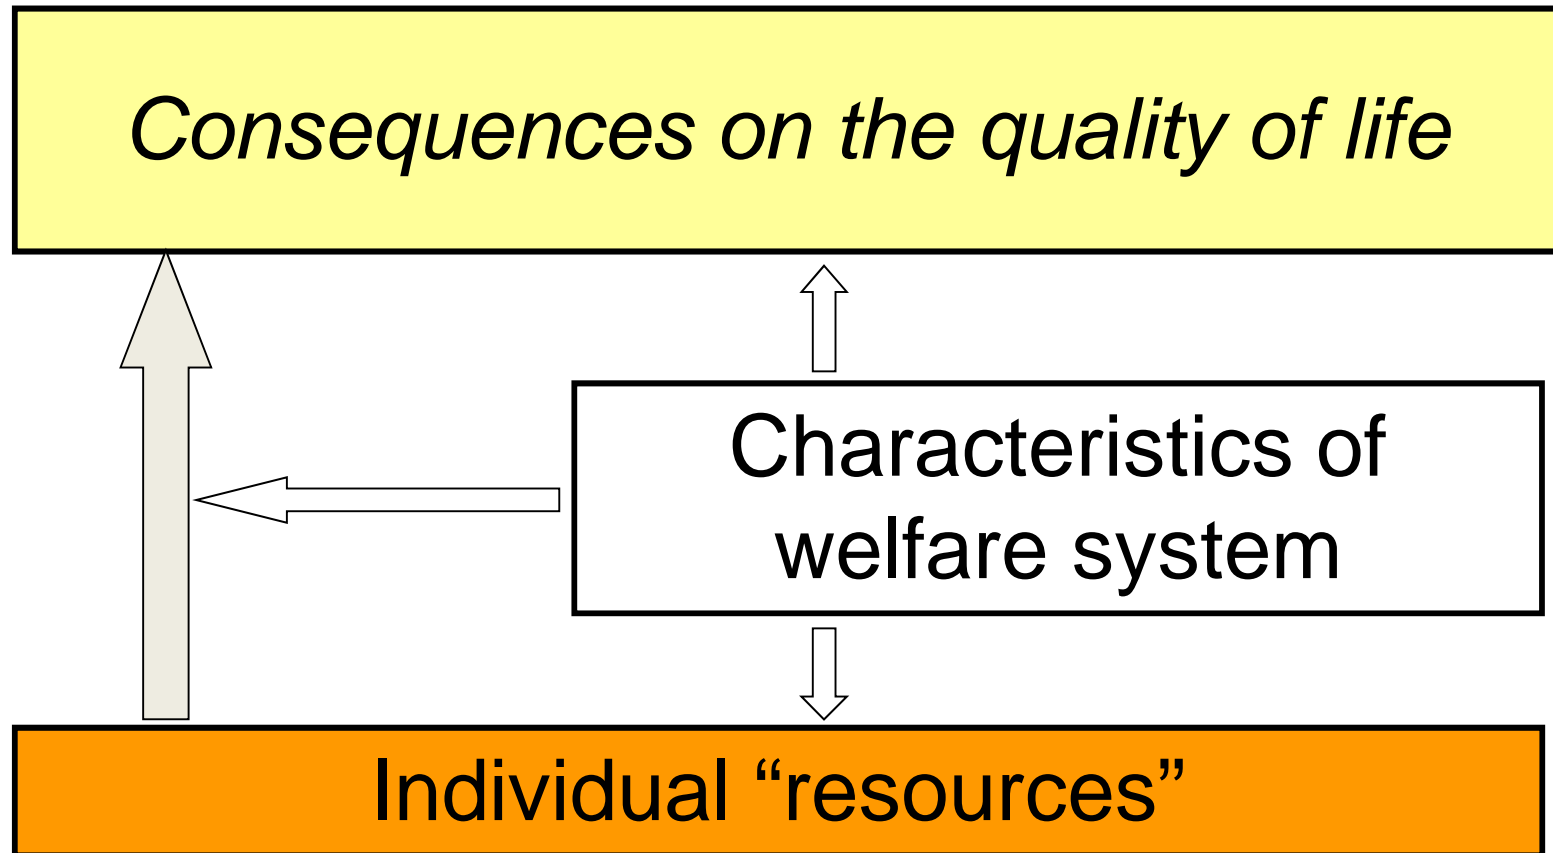 Consequences on the quality of life
Characteristics of
welfare system
Individual “resources”